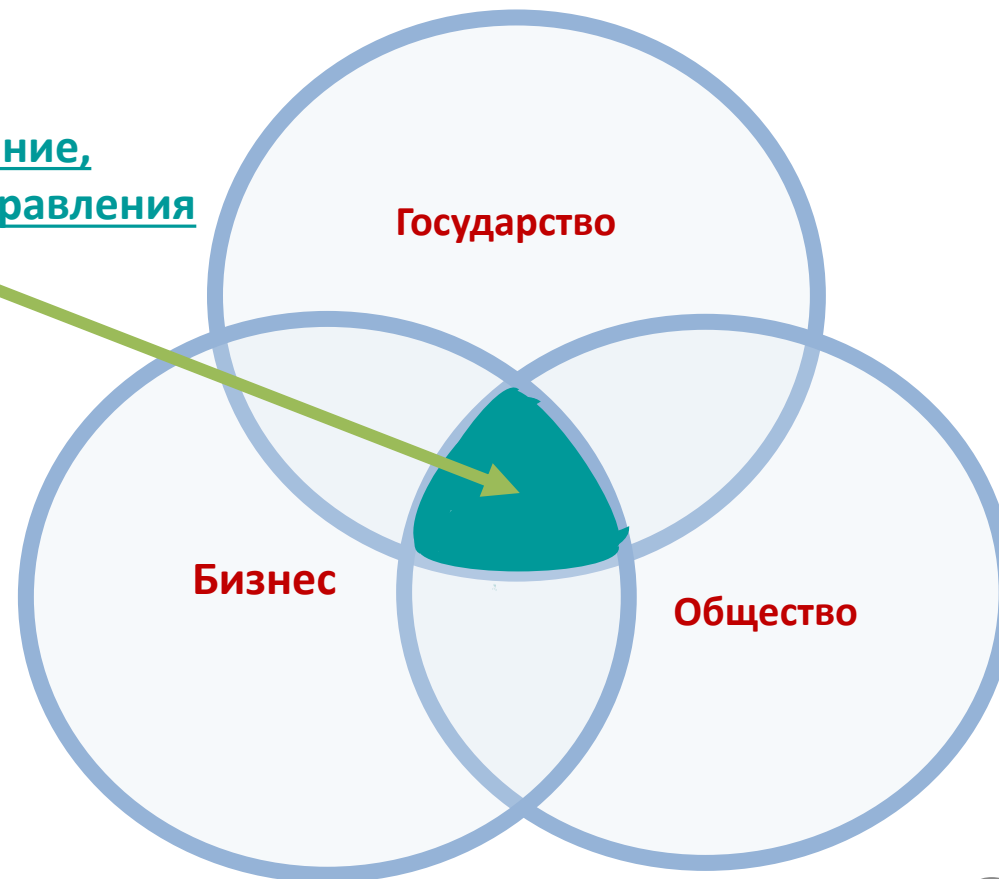 ние,
равления
Государство
Бизнес
Общество